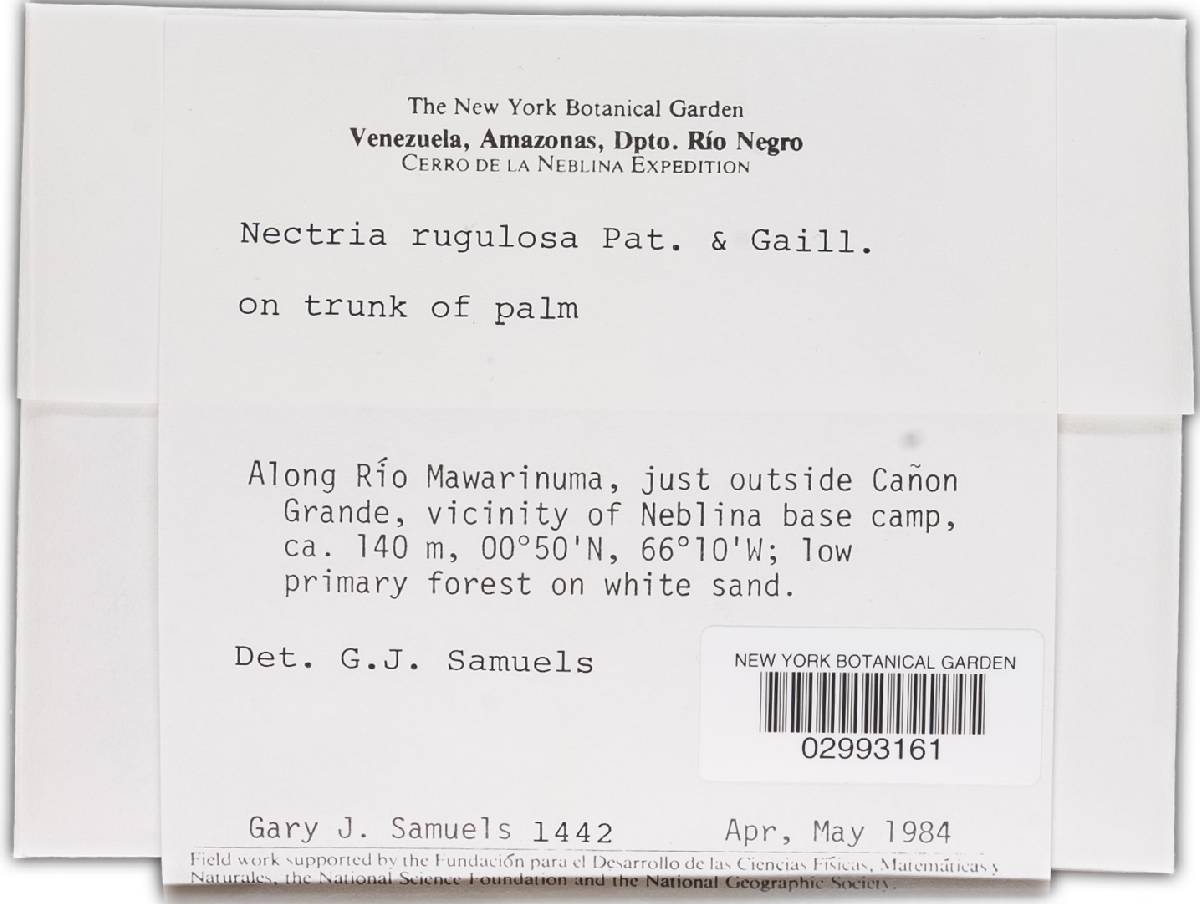 The New York Botanical Garden
Venezuela, Amazonas, Dpto. Río Negro
CERRO DE LA NEBLINA EXPEDITION
Nectria rugulosa Pat. & Gaill.
on trunk of palm
Along Río Mawarinuma, just outside Cañon
Grande, vicinity of Neblina base camp,
ca. 140 m, 00°50'N, 66°10'W; low
primary forest on white sand.
Det. G.J. Samuels
NEW YORK BOTANICAL GARDEN
02993161
Gary J. Samuels 1442 Apr, May 1984
Field work supported by the Fundación para el Desarrollo de las Ciencias Físicas, Matemáticas y
Naturales, the National Science Foundation and the National Geographic Society.